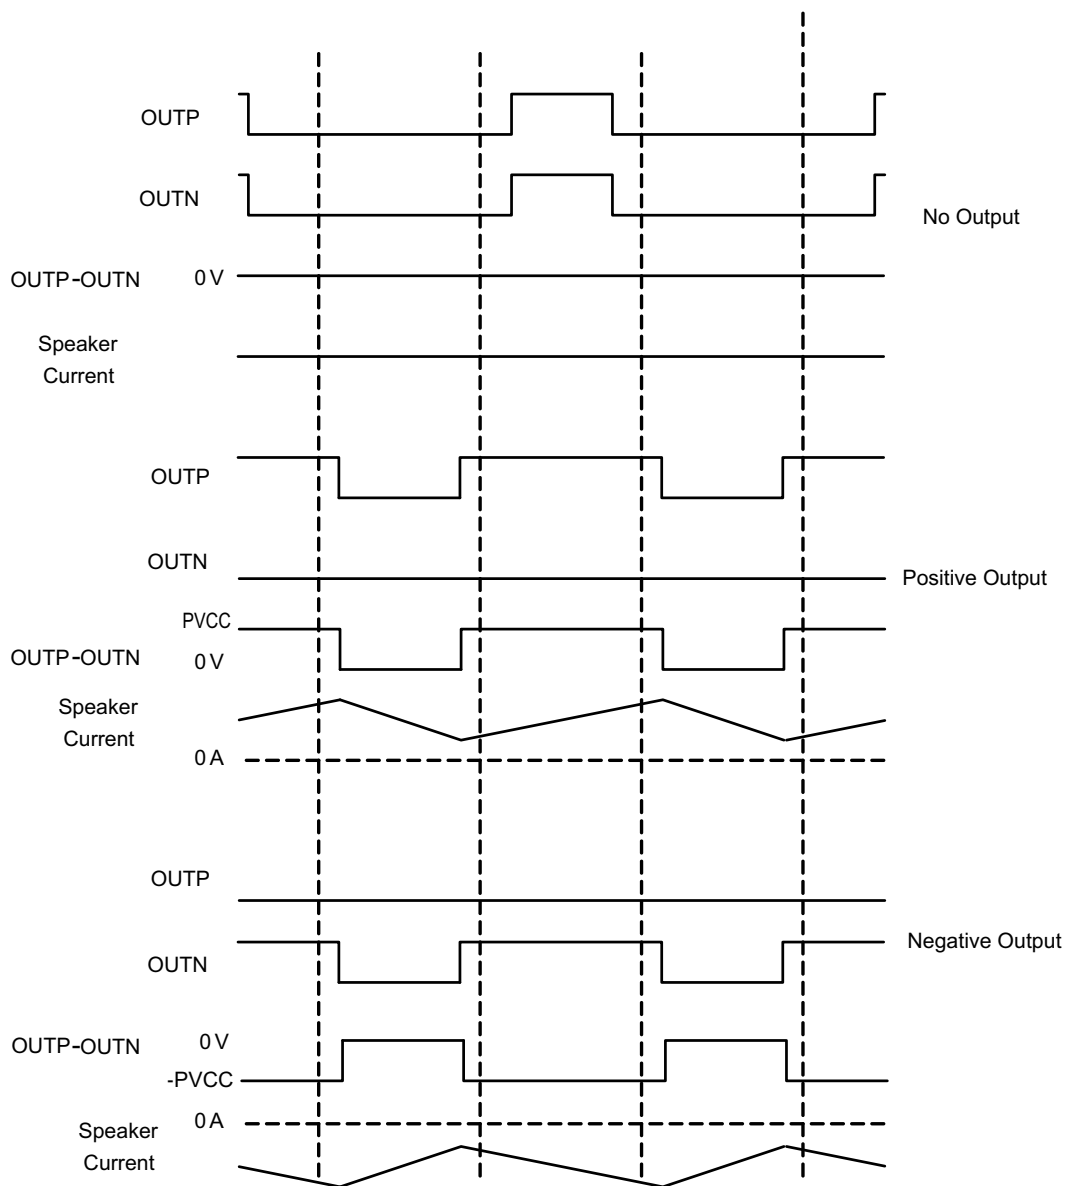 OUTP
OUTN
No Output
OUTP-OUTN 0 V
Speaker
Current
OUTP
OUTN
Positive Output
PVCC
OUTP-OUTN 0 V
Speaker
Current
0 A
OUTP
Negative Output
OUTN
OUTP-OUTN 0 V
-PVCC
0 A
Speaker
Current